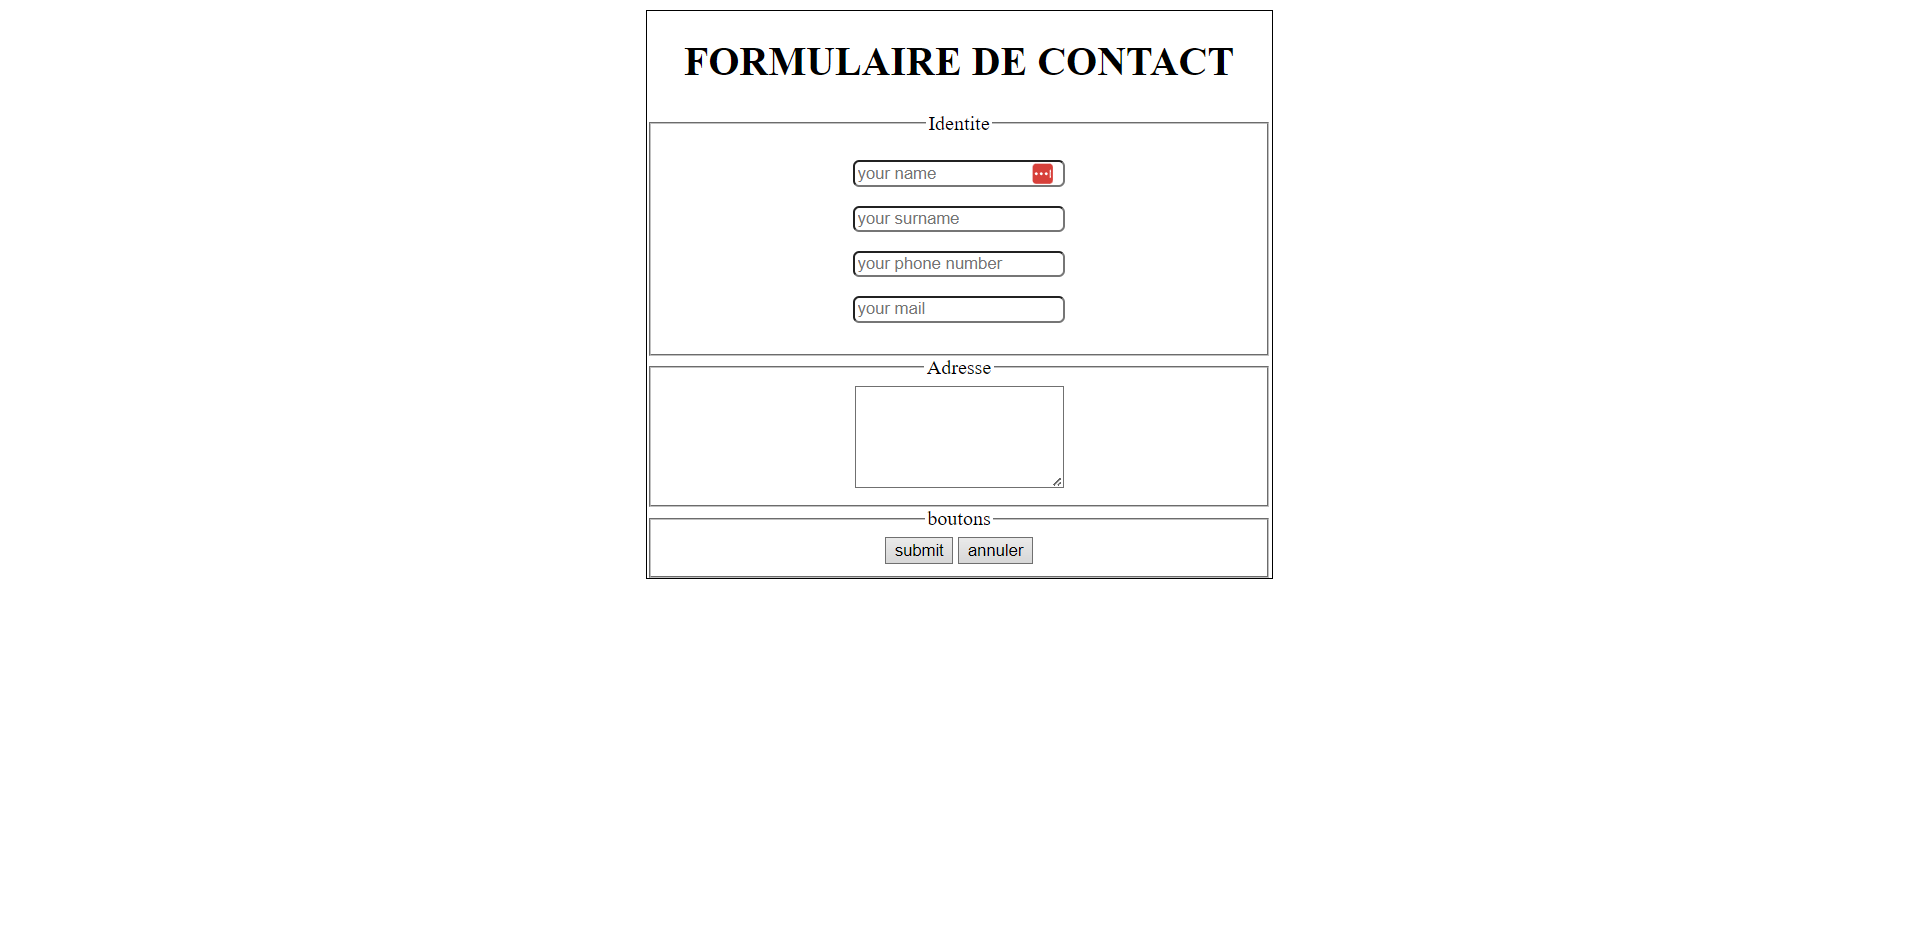 FORMULAIRE DE CONTACT
Identite
your name
your surname
your phone number
your mail
Adresse
boutons
submit annuler